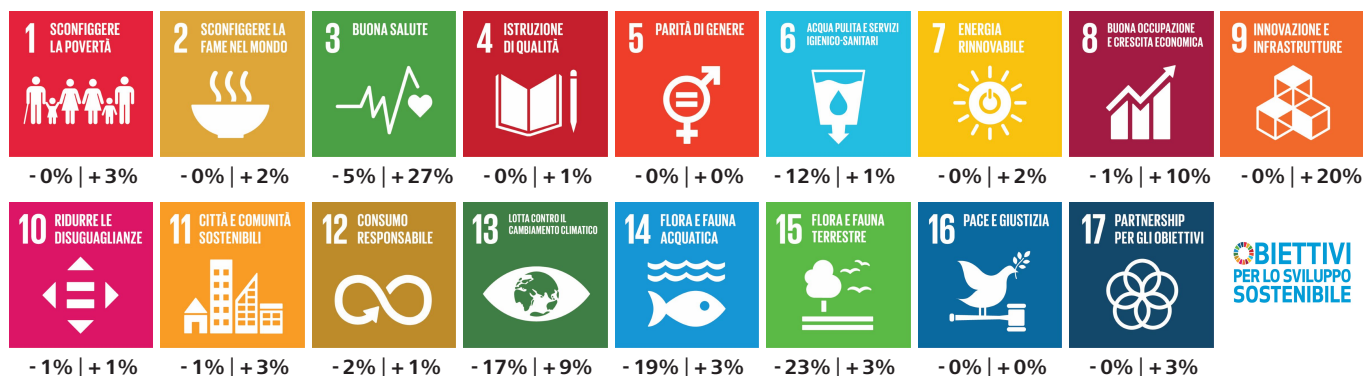 1 SCONFIGGERE
LA POVERTÀ
2 SCONFIGGERE LA
FAME NEL MONDO
3 BUONA SALUTE
4 ISTRUZIONE
DI QUALITÀ
5 PARITÀ DI GENERE
6 ACQUA PULITA E SERVIZI
IGIENICO-SANITARI
7 ENERGIA
RINNOVABILE
8 BUONA OCCUPAZIONE
E CRESCITA ECONOMICA
9 INNOVAZIONE E
INFRASTRUTTURE
-0% | +3%
-0% | +2%
-5% | +27%
-0% | +1%
-0% | +0%
-12% | +1%
-0% | +2%
-1% | +10%
-0% | +20%
10 RIDURRE LE
DISUGUAGLIANZE
11 CITTÀ E COMUNITÀ
SOSTENIBILI
12 CONSUMO
RESPONSABILE
13 LOTTA CONTRO IL
CAMBIAMENTO CLIMATICO
14 FLORA E FAUNA
ACQUATICA
15 FLORA E FAUNA
TERRESTRE
16 PACE E GIUSTIZIA
17 PARTNERSHIP
PER GLI OBIETTIVI
OBIETTIVI
PER LO SVILUPPO
SOSTENIBILE
-1% | +1%
-1% | +3%
-2% | +1%
-17% | +9%
-19% | +3%
-23% | +3%
-0% | +0%
-0% | +3%